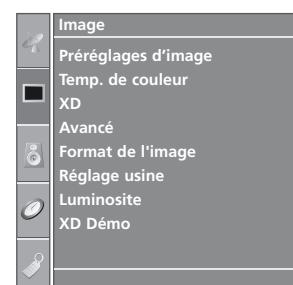 Image
Préréglages d’image
Temp. de couleur
XD
Avancé
Format de l'image
Réglage usine
Luminosite
XD Démo